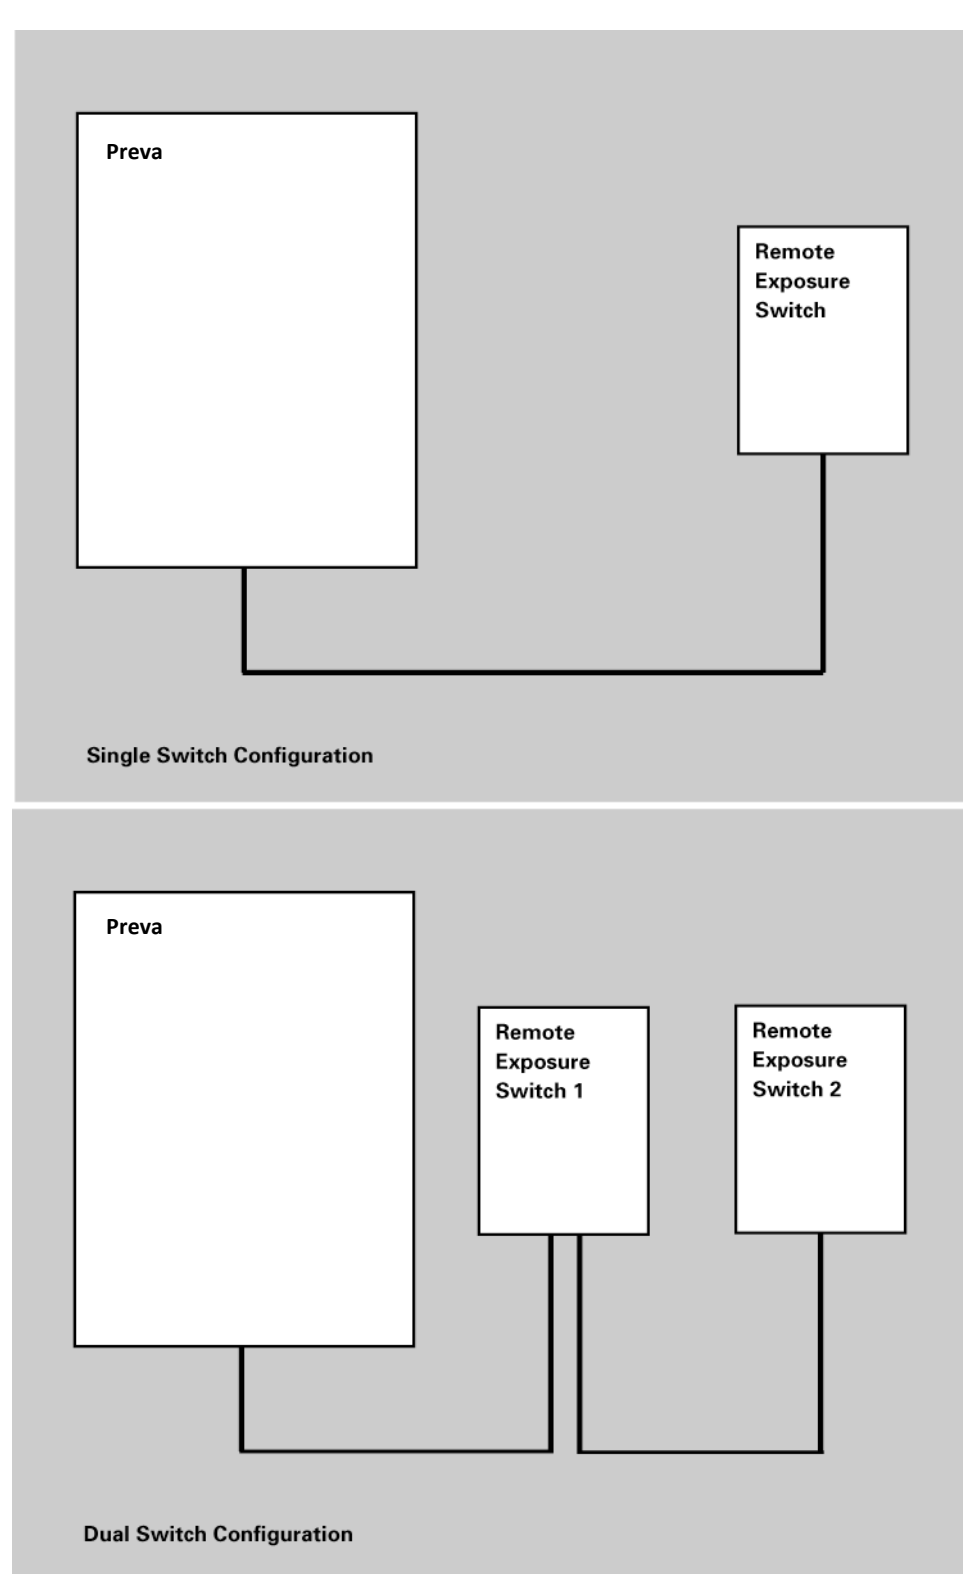 Preva
Remote
Exposure
Switch
Single Switch Configuration
Preva
Remote
Exposure
Switch 1
Remote
Exposure
Switch 2
Dual Switch Configuration